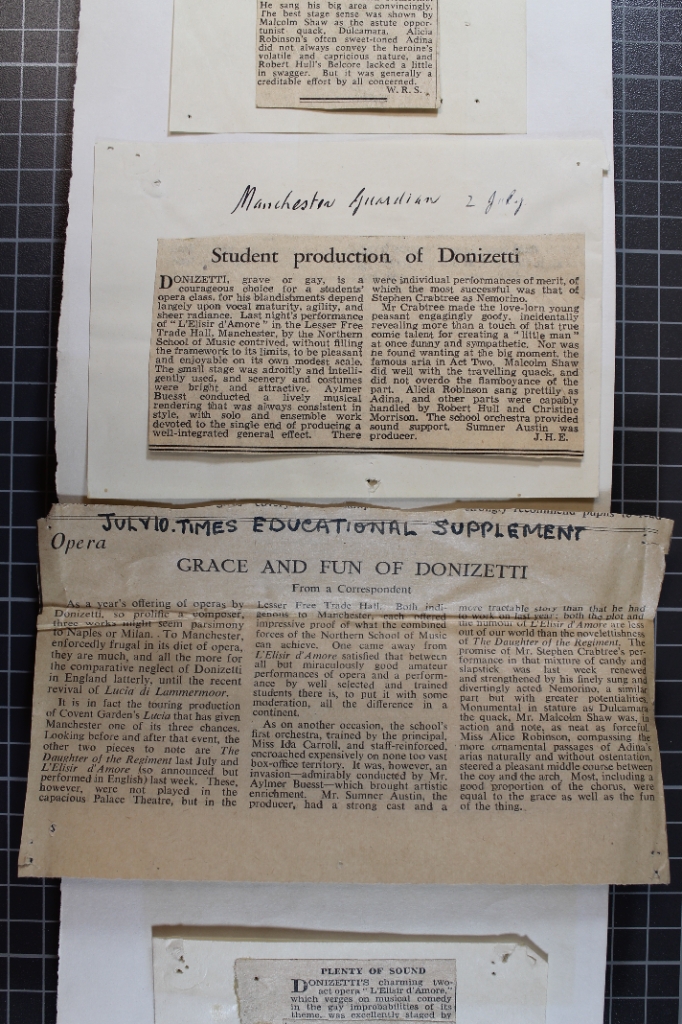 He sang his big area convincingly.
The best stage sense was shown by
Malcolm Shaw as the astute oppor-
tunist quack, Dulcamara. Alicia
Robinson's often sweet-toned Adina
did not always convey the heroine's
volatile and capricious nature, and
Robert Hull's Belcore lacked a little
in swagger. But it was generally a
creditable effort by all concerned.
W. R. S.
Manchester Guardian 2 July
Student production of Donizetti
DONIZETTI, grave or gay, is a
courageous choice for a students'
opera class, for his blandishments depend
largely upon vocal maturity, agility, and
sheer radiance. Last night's performance
of "L'Elisir d'Amore" in the Lesser Free
Trade Hall, Manchester, by the Northern
School of Music contrived, without filling
the framework to its limits, to be pleasant
and enjoyable on its own modest scale.
The small stage was adroitly and intelli-
gently used, and scenery and costumes
were bright and attractive. Aylmer
Buesst conducted a lively musical
rendering that was always consistent in
style, with solo and ensemble work
devoted to the single end of producing a
well-integrated general effect. There
were individual performances of merit, of
which the most successful was that of
Stephen Crabtree as Nemorino.
Mr Crabtree made the love-lorn young
peasant engagingly goofy, incidentally
revealing more than a touch of that true
comic talent for creating a "little man"
at once funny and sympathetic. Nor was
he found wanting at the big moment, the
famous aria in Act Two. Malcolm Shaw
did well with the travelling quack, and
did not overdo the flamboyance of the
part. Alicia Robinson sang prettily as
Adina, and other parts were capably
handled by Robert Hull and Christine
Morrison. The school orchestra provided
sound support. Sumner Austin was
producer. J. H. E.
strongly recommend pupils to read
JULY 10. TIMES EDUCATIONAL SUPPLEMENT
Opera
GRACE AND FUN OF DONIZETTI
From a Correspondent
As a year's offering of operas by
Donizetti, so prolific a composer,
three works might seem parsimony
to Naples or Milan. To Manchester,
enforcedly frugal in its diet of opera,
they are much, and all the more for
the comparative neglect of Donizetti
in England latterly, until the recent
revival of Lucia di Lammermoor.
It is in fact the touring production
of Covent Garden's Lucia that has given
Manchester one of its three chances.
Looking before and after that event, the
other two pieces to note are The
Daughter of the Regiment last July and
L'Elisir d'Amore (so announced but
performed in English) last week. These,
however, were not played in the
capacious Palace Theatre, but in the
Lesser Free Trade Hall. Both indi-
genous to Manchester, each offered
impressive proof of what the combined
forces of the Northern School of Music
can achieve. One came away from
L'Elisir d'Amore satisfied that between
all but miraculously good amateur
performances of opera and a perform-
ance by well selected and trained
students there is, to put it with some
moderation, all the difference in a
continent.
As on another occasion, the school's
first orchestra, trained by the principal,
Miss Ida Carroll, and staff-reinforced,
encroached expensively on none too vast
box-office territory. It was, however, an
invasion—admirably conducted by Mr.
Aylmer Buesst—which brought artistic
enrichment. Mr. Sumner Austin, the
producer, had a strong cast and a
more tractable story than that he had
to work on last year; both the plot and
the humour of L'Elisir d'Amore are less
out of our world than the novelettishness
of The Daughter of the Regiment. The
promise of Mr. Stephen Crabtree's per-
formance in that mixture of candy and
slapstick was last week renewed
and strengthened by his finely sung and
divertingly acted Nemorino, a similar
part but with greater potentialities.
Monumental in stature as Dulcamara
the quack, Mr. Malcolm Shaw was, in
action and note, as neat as forceful.
Miss Alice Robinson, compassing the
more ornamental passages of Adina's
arias naturally and without ostentation,
steered a pleasant middle course between
the coy and the arch. Most, including a
good proportion of the chorus, were
equal to the grace as well as the fun
of the thing.
PLENTY OF SOUND
DONIZETTI'S charming two-
act opera "L'Elisir d'Amore,"
which verges on musical comedy
in the gay improbabilities of its
theme, was excellently staged by